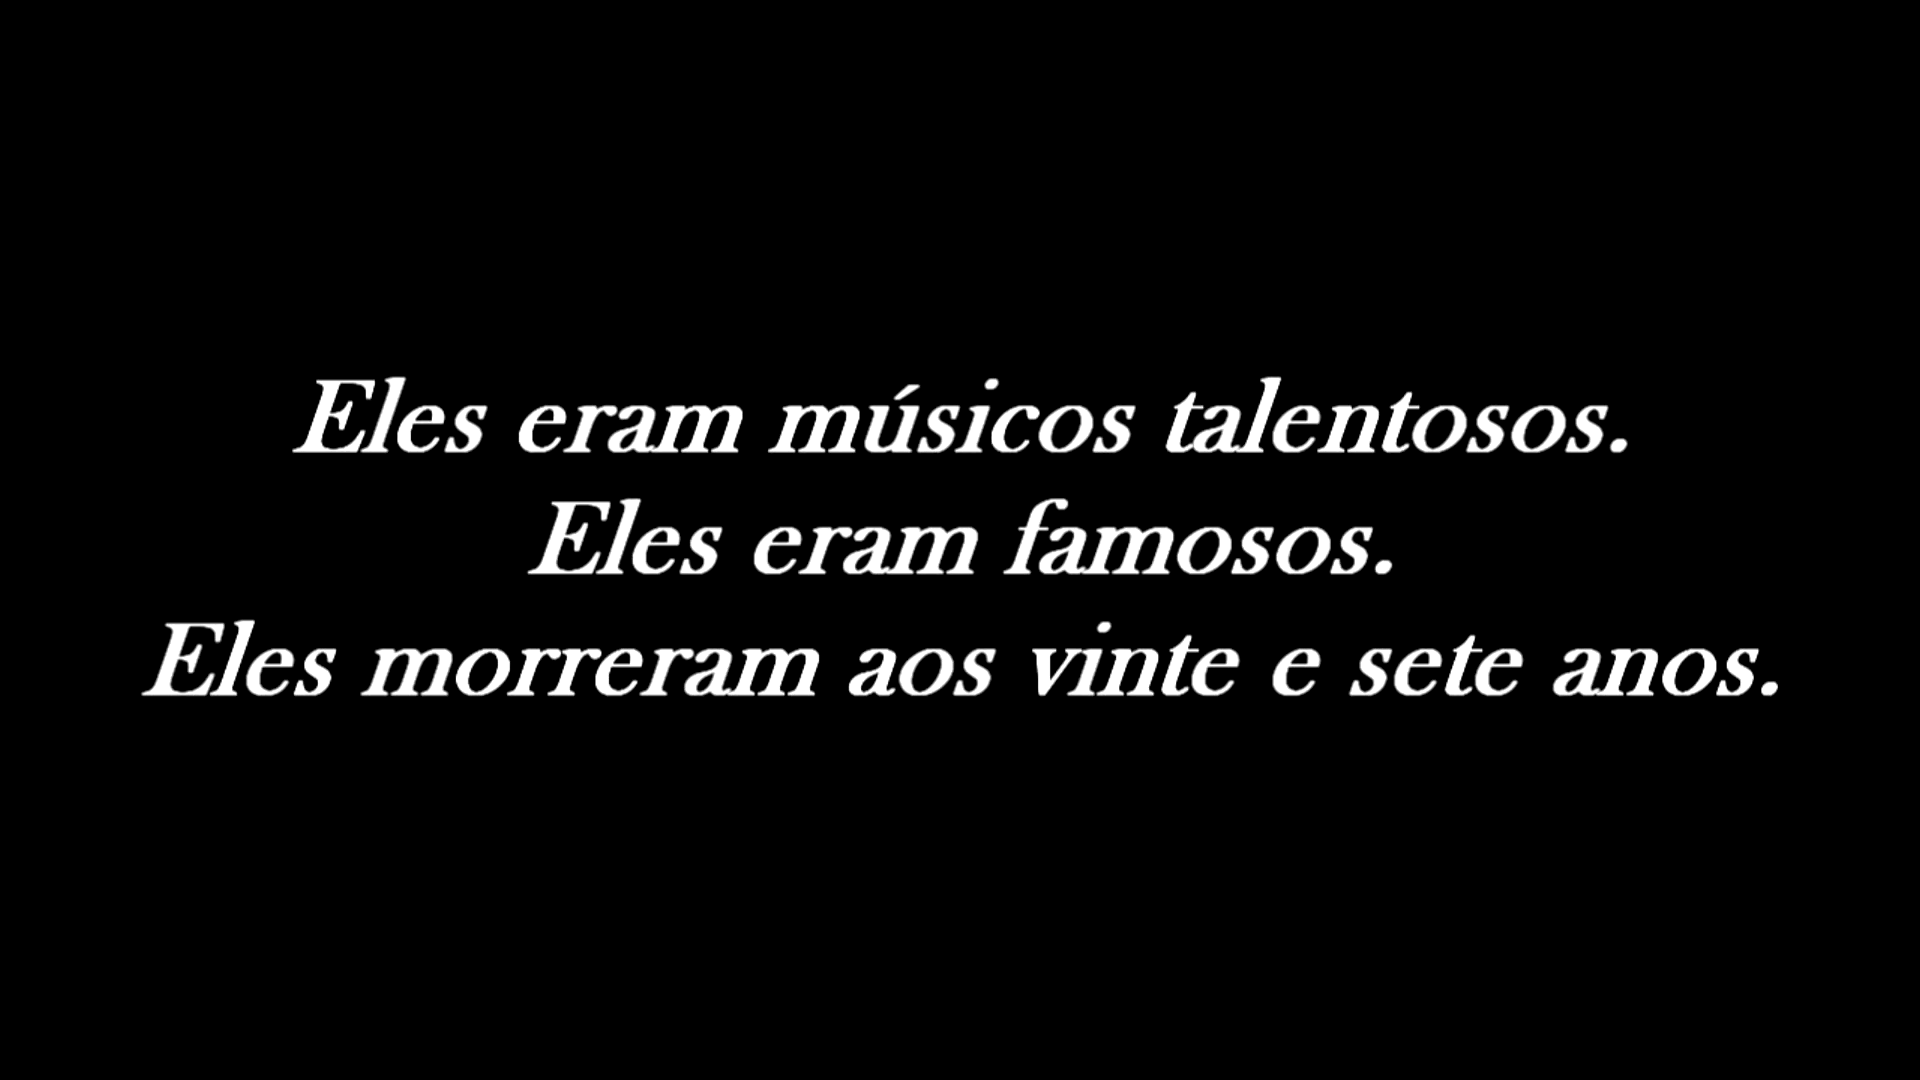 Eles eram músicos talentosos.
Eles eram famosos.
Eles morreram aos vinte e sete anos.